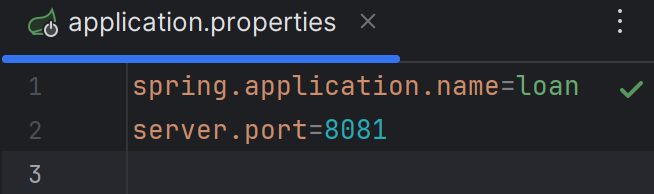 application.properties
1 spring.application.name=loan
2 server.port=8081
3